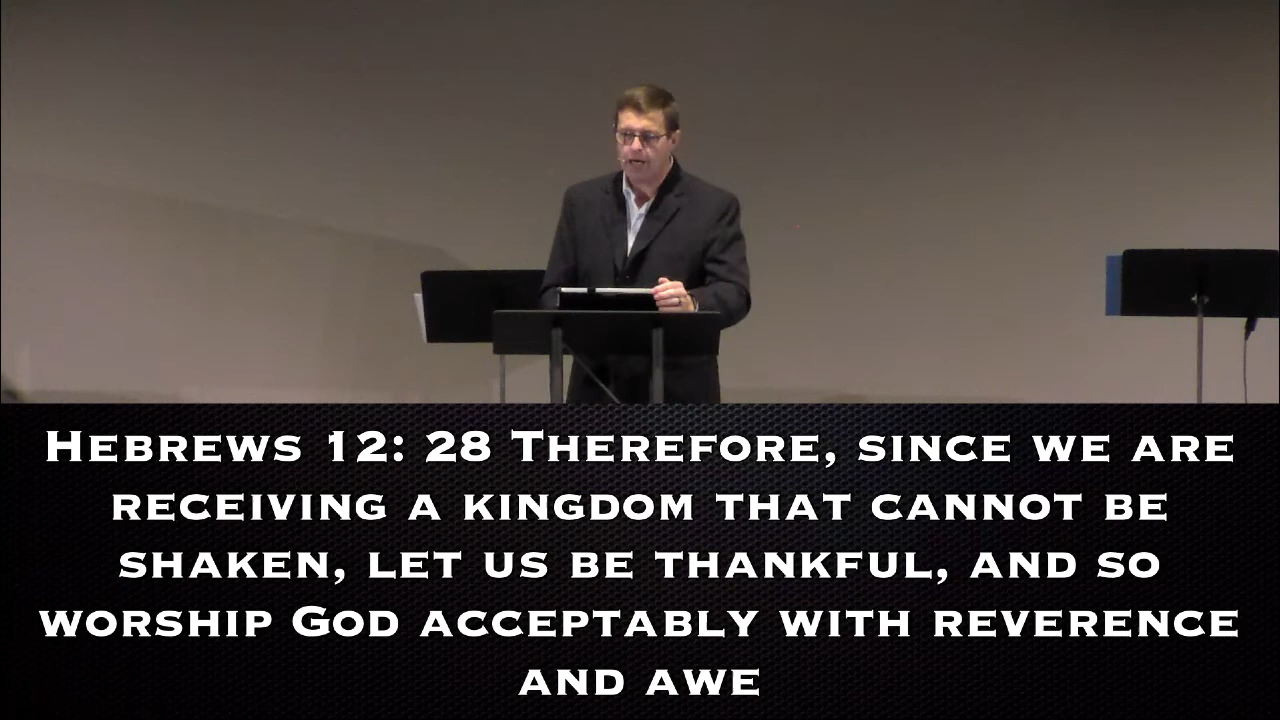 Hebrews 12: 28 Therefore, since we are
receiving a kingdom that cannot be
shaken, let us be thankful, and so
worship God acceptably with reverence
and awe